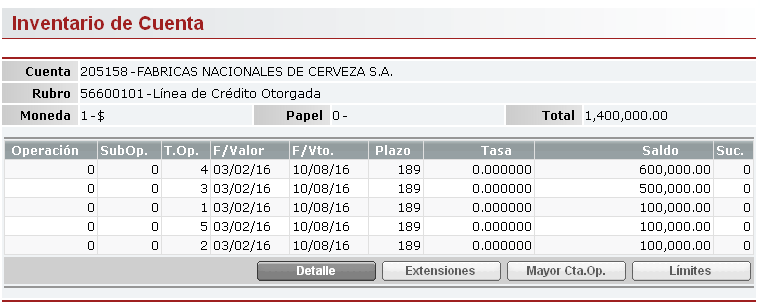 Inventario de Cuenta
Cuenta 205158-FABRICAS NACIONALES DE CERVEZA S.A.
Rubro 56600101-Línea de Crédito Otorgada
Moneda 1-$ Papel 0- Total 1,400,000.00
Operación SubOp. T.Op. F/Valor F/Vto. Plazo Tasa Saldo Suc.
0 0 4 03/02/16 10/08/16 189 0.000000 600,000.00 0
0 0 3 03/02/16 10/08/16 189 0.000000 500,000.00 0
0 0 1 03/02/16 10/08/16 189 0.000000 100,000.00 0
0 0 5 03/02/16 10/08/16 189 0.000000 100,000.00 0
0 0 2 03/02/16 10/08/16 189 0.000000 100,000.00 0
Detalle Extensiones Mayor Cta.Op. Límites